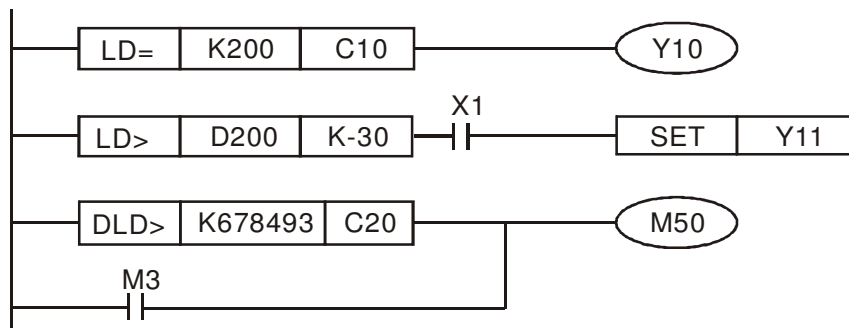 LD= K200 C10 Y10
X1
LD> D200 K-30 SET Y11
DLD> K678493 C20 M50
M3